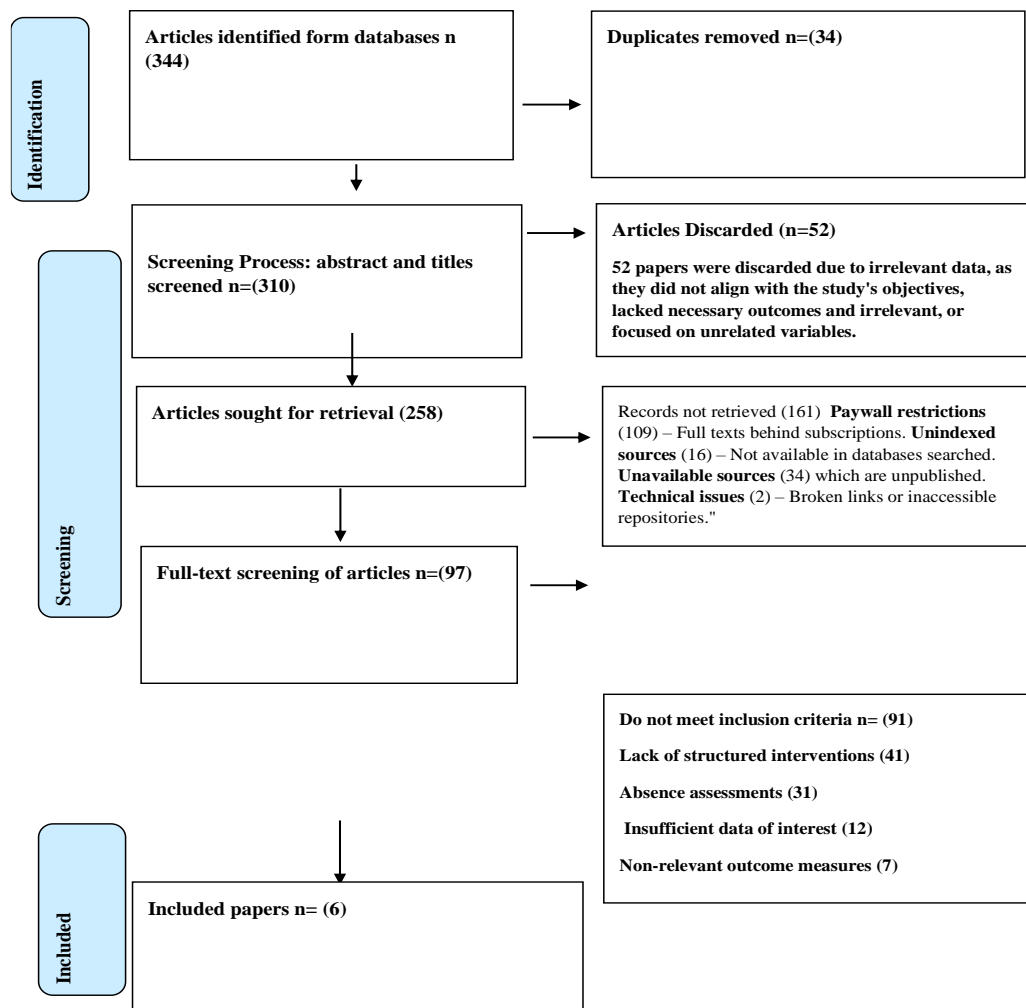 Identification
Articles identified form databases n
(344)
Duplicates removed n=(34)
Screening
Screening Process: abstract and titles
screened n=(310)
Articles Discarded (n=52)
52 papers were discarded due to irrelevant data, as
they did not align with the study's objectives,
lacked necessary outcomes and irrelevant, or
focused on unrelated variables.
Articles sought for retrieval (258)
Records not retrieved (161) Paywall restrictions
(109) – Full texts behind subscriptions. Unindexed
sources (16) – Not available in databases searched.
Unavailable sources (34) which are unpublished.
Technical issues (2) – Broken links or inaccessible
repositories."
Full-text screening of articles n=(97)
Do not meet inclusion criteria n= (91)
Lack of structured interventions (41)
Absence assessments (31)
Insufficient data of interest (12)
Non-relevant outcome measures (7)
Included
Included papers n= (6)